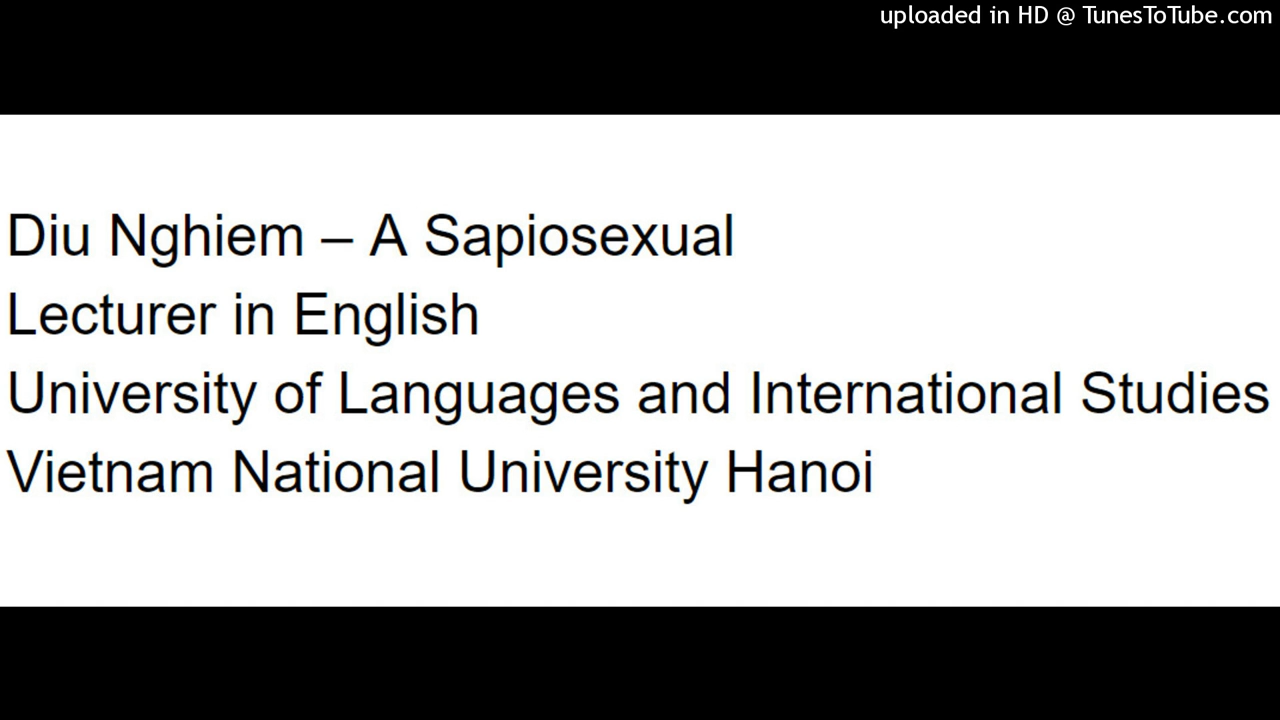 uploaded in HD @ TunesToTube.com
Diu Nghiem – A Sapiosexual
Lecturer in English
University of Languages and International Studies
Vietnam National University Hanoi